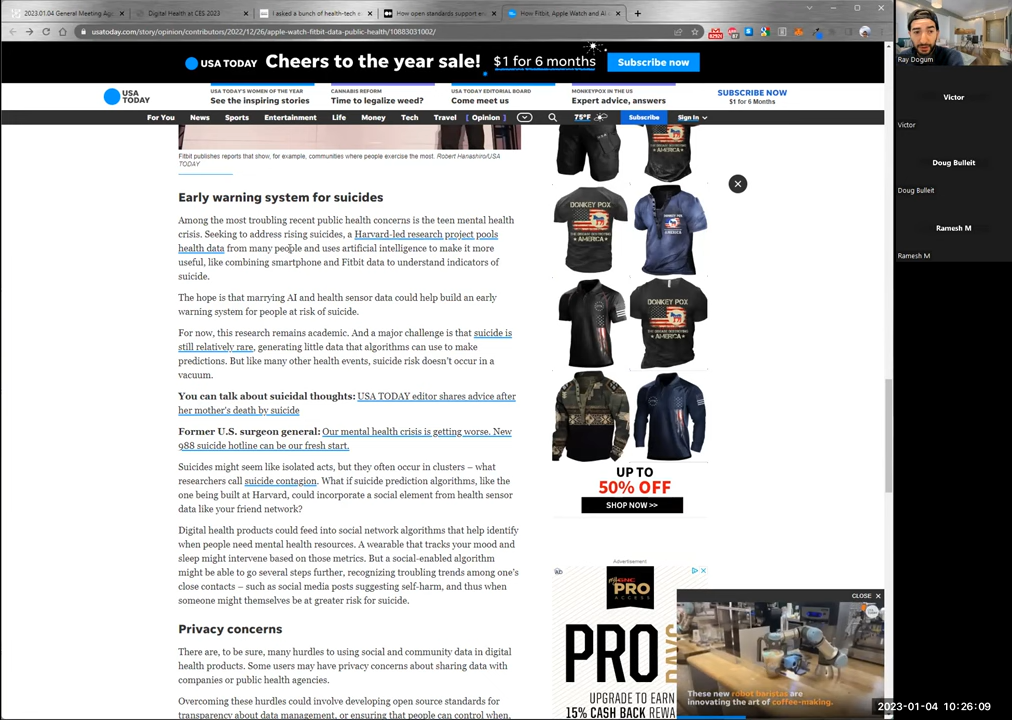 2023.01.04 General Meeting Age
Digital Health at CES 2023
I asked a bunch of health-tech e
How open standards support e
How Fitbit, Apple Watch and AI
usatoday.com/story/opinion/contributors/2022/12/26/apple-watch-fitbit-data-public-health/10883031002/
USA TODAY
Cheers to the year sale!
$1 for 6 months
Subscribe now
USA
TODAY
USA TODAY'S WOMEN OF THE YEAR
See the inspiring stories
CANNABIS REFORM
Time to legalize weed?
USA TODAY EDITORIAL BOARD
Come meet us
MONKEYPOX IN THE US
Expert advice, answers
SUBSCRIBE NOW
$1 for 6 Months
For You
News
Sports
Entertainment
Life
Money
Tech
Travel
Opinion
75°F
Subscribe
Sign In
Fitbit publishes reports that show, for example, communities where people exercise the most. Robert Hanashiro/USA
TODAY
Early warning system for suicides
Among the most troubling recent public health concerns is the teen mental health
crisis. Seeking to address rising suicides, a Harvard-led research project pools
health data from many people and uses artificial intelligence to make it more
useful, like combining smartphone and Fitbit data to understand indicators of
suicide.
The hope is that marrying AI and health sensor data could help build an early
warning system for people at risk of suicide.
For now, this research remains academic. And a major challenge is that suicide is
still relatively rare, generating little data that algorithms can use to make
predictions. But like many other health events, suicide risk doesn't occur in a
vacuum.
You can talk about suicidal thoughts: USA TODAY editor shares advice after
her mother's death by suicide
Former U.S. surgeon general: Our mental health crisis is getting worse. New
988 suicide hotline can be our fresh start.
Suicides might seem like isolated acts, but they often occur in clusters – what
researchers call suicide contagion. What if suicide prediction algorithms, like the
one being built at Harvard, could incorporate a social element from health sensor
data like your friend network?
Digital health products could feed into social network algorithms that help identify
when people need mental health resources. A wearable that tracks your mood and
sleep might intervene based on those metrics. But a social-enabled algorithm
might be able to go several steps further, recognizing troubling trends among one's
close contacts – such as social media posts suggesting self-harm, and thus when
someone might themselves be at greater risk for suicide.
Privacy concerns
There are, to be sure, many hurdles to using social and community data in digital
health products. Some users may have privacy concerns about sharing data with
companies or public health agencies.
Overcoming these hurdles could involve developing open source standards for
transparency about data management, or ensuring that people can control when,
DONKEY POX
AMERICA
DONKEY POX
AMERICA
UP TO
50% OFF
SHOP NOW >>
Advertisement
GNC
PRO
ACCESS
PRO
DAYS
UPGRADE TO EARN
15% CASH BACK REWA
CLOSE
These new robot baristas are
innovating the art of coffee-making.
Ray Dogum
Victor
Victor
Doug Bulleit
Doug Bulleit
Ramesh M
Ramesh M
2023-01-04 10:26:09